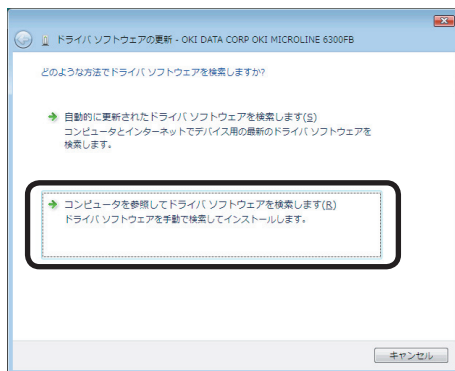 ドライバ ソフトウェアの更新 - OKI DATA CORP OKI MICROLINE 6300FB
どのような方法でドライバ ソフトウェアを検索しますか?
自動的に更新されたドライバ ソフトウェアを検索します(S)
コンピュータとインターネットでデバイス用の最新のドライバ ソフトウェアを
検索します。
コンピュータを参照してドライバ ソフトウェアを検索します(R)
ドライバ ソフトウェアを手動で検索してインストールします。
キャンセル